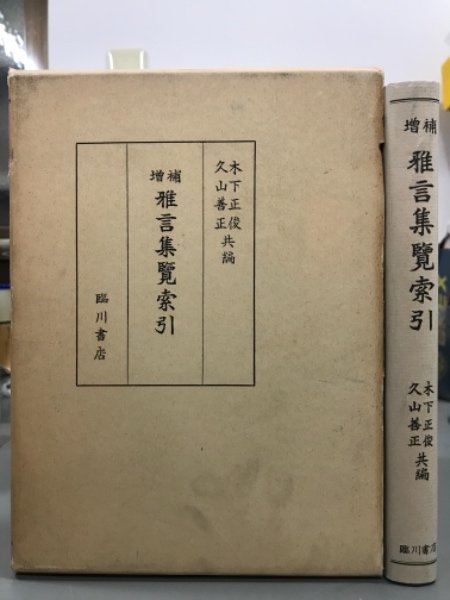 木下正俊
久山善正
共編
増補
雅言集覽索引
臨川書店
増補
雅言集覽索引
木下正俊
久山善正
共編
臨川書店